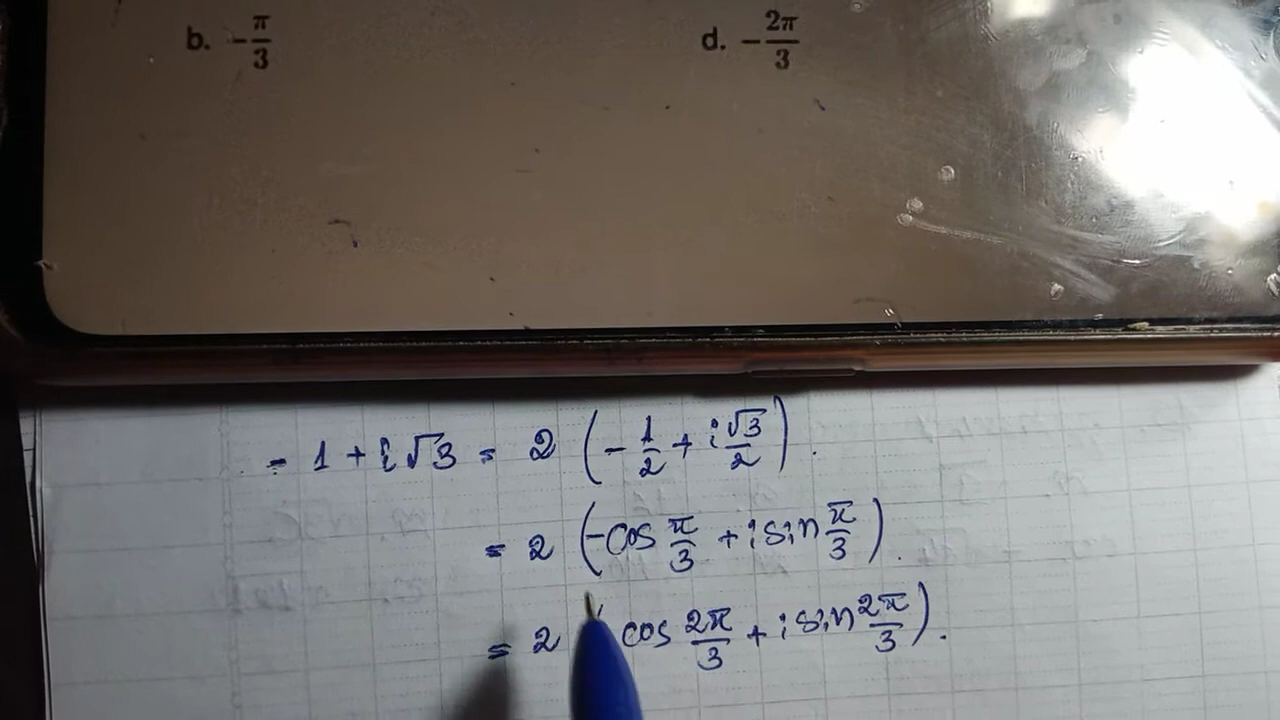 b. -π/3 d. -2π/3
-1 + i√3 = 2 (-1/2 + i√3/2).
= 2 (-cos π/3 + i sin π/3).
= 2 cos 2π/3 + i sin 2π/3).